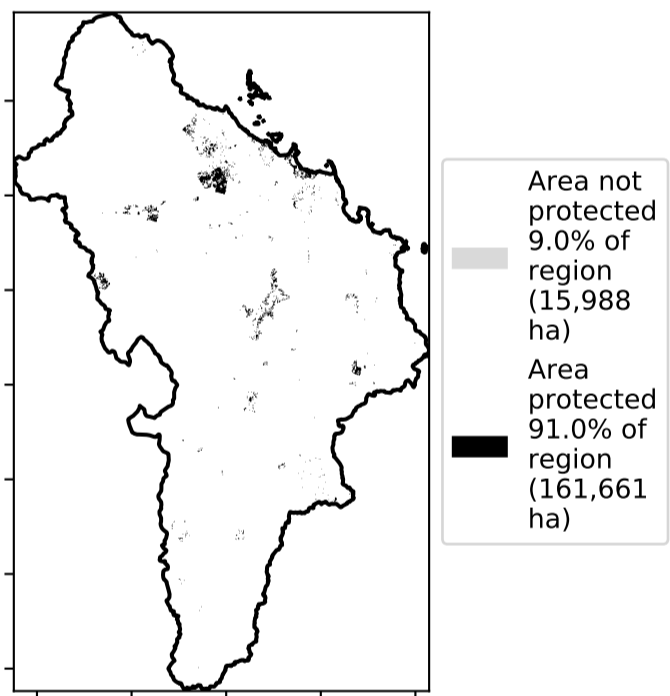 Area not
protected
9.0% of
region
(15,988
ha)
Area
protected
91.0% of
region
(161,661
ha)